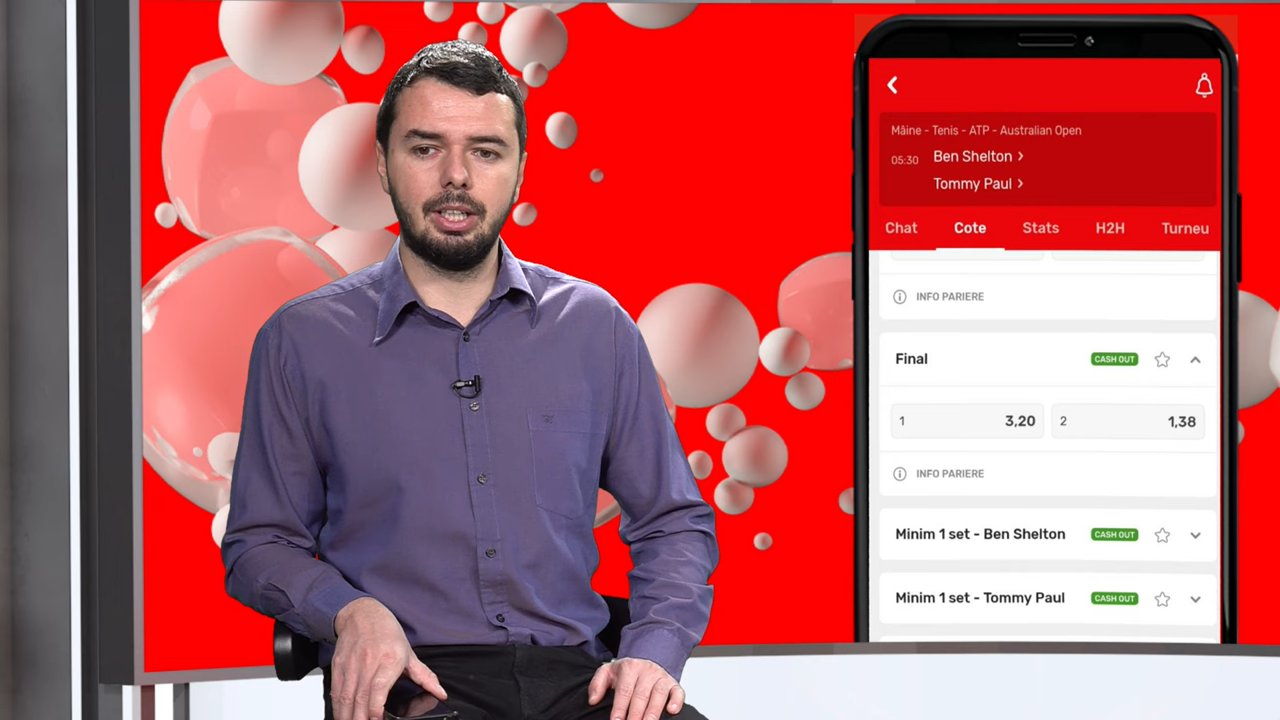 Mâine - Tenis - ATP - Australian Open
05:30
Ben Shelton >
Tommy Paul >
Chat Cote Stats H2H Turneu
INFO PARIERE
Final CASH OUT
1 3,20 2 1,38
INFO PARIERE
Minim 1 set - Ben Shelton CASH OUT
Minim 1 set - Tommy Paul CASH OUT